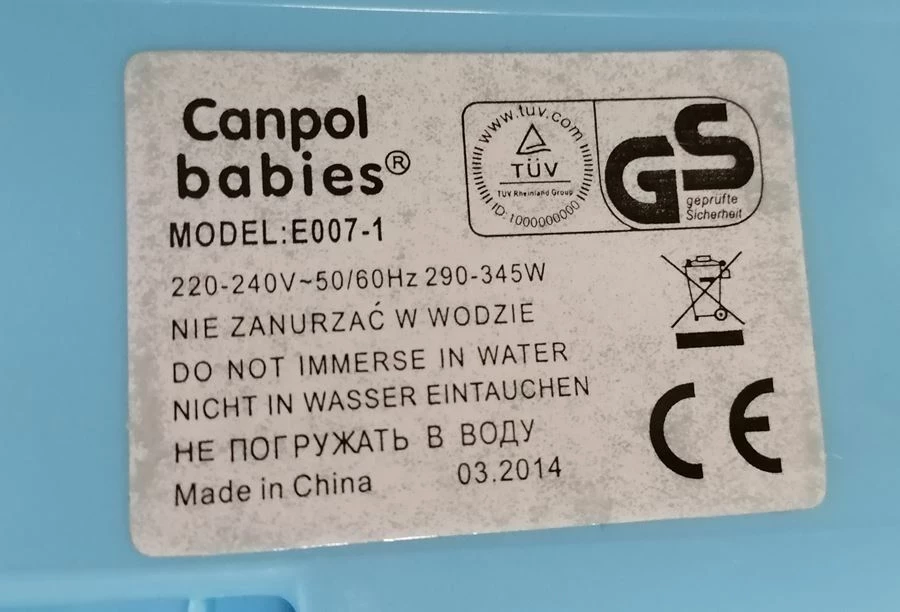 Canpol
babies®
MODEL:E007-1
220-240V~50/60Hz 290-345W
NIE ZANURZAĆ W WODZIE
DO NOT IMMERSE IN WATER
NICHT IN WASSER EINTAUCHEN
НЕ ПОГРУЖАТЬ В ВОДУ
Made in China 03.2014
www.tuv.com
TÜV
TÜV Rheinland Group
ID:1000000000
GS
geprüfte
Sicherheit
CE